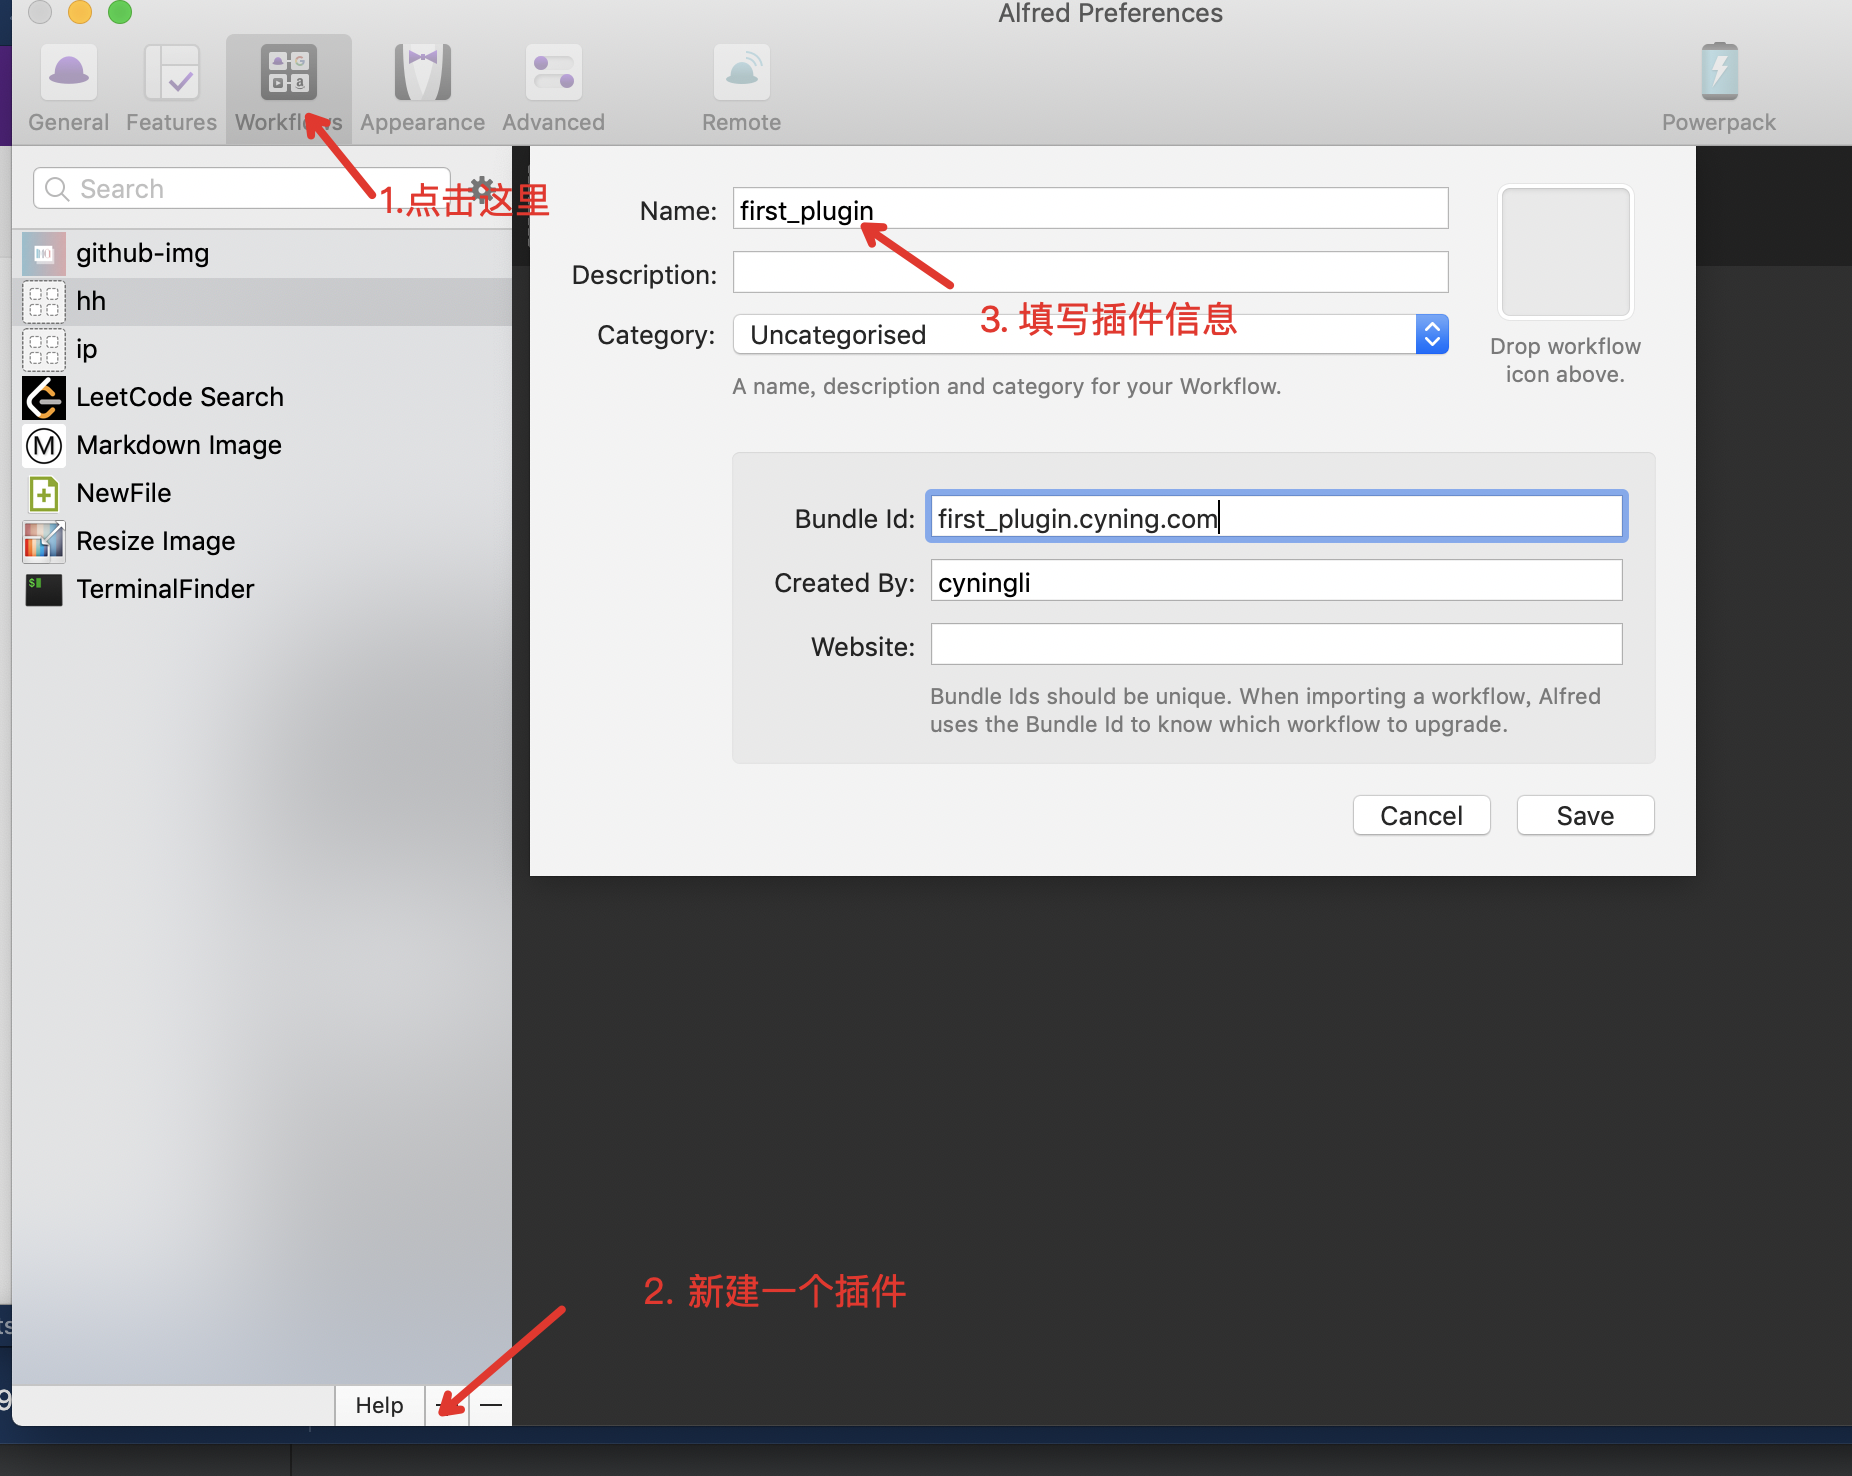 Alfred Preferences
General
Features
Workflows
Appearance
Advanced
Remote
Powerpack
Search
1.点击这里
github-img
hh
ip
LeetCode Search
Markdown Image
NewFile
Resize Image
TerminalFinder
Name: first_plugin
Description:
3. 填写插件信息
Category: Uncategorised
A name, description and category for your Workflow.
Drop workflow
icon above.
Bundle Id: first_plugin.cyning.com
Created By: cyningli
Website:
Bundle Ids should be unique. When importing a workflow, Alfred
uses the Bundle Id to know which workflow to upgrade.
Cancel
Save
2. 新建一个插件
Help